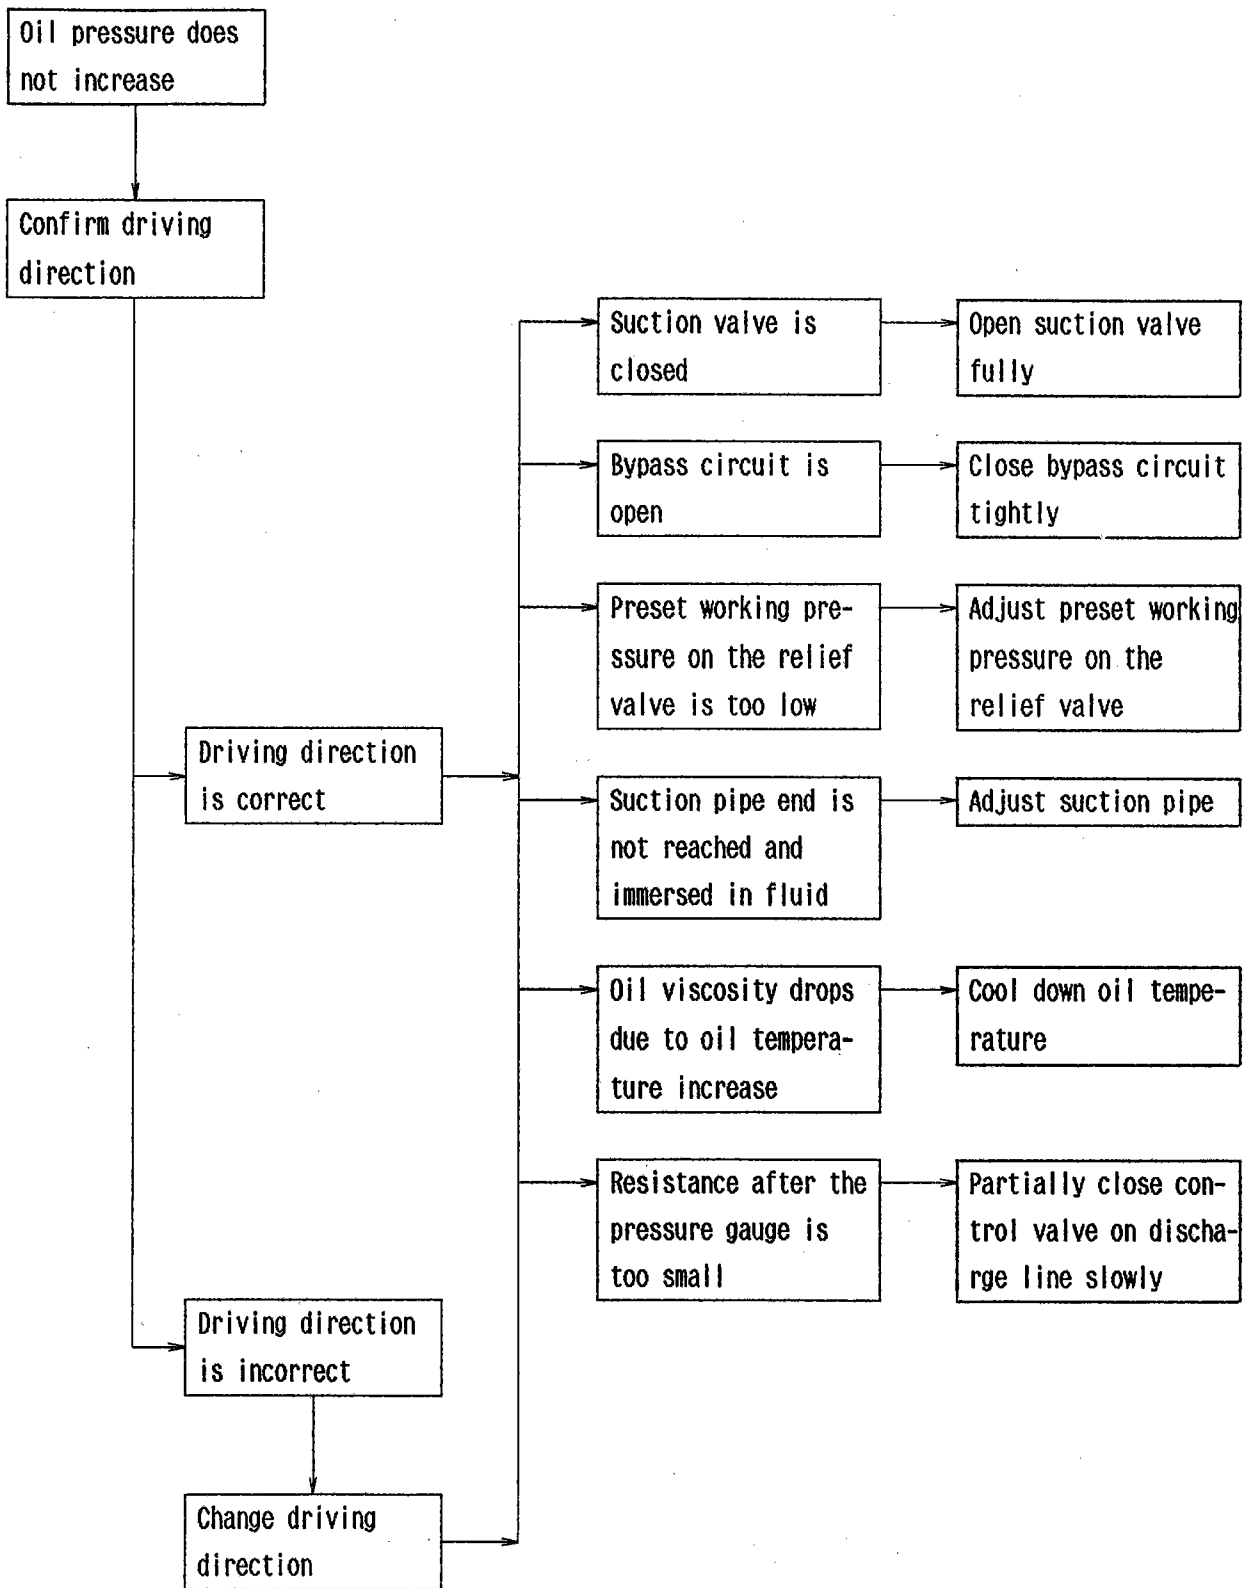 Oil pressure does
not increase
Confirm driving
direction
Suction valve is
closed
Open suction valve
fully
Bypass circuit is
open
Close bypass circuit
tightly
Preset working pre-
ssure on the relief
valve is too low
Adjust preset working
pressure on the
relief valve
Driving direction
is correct
Suction pipe end is
not reached and
immersed in fluid
Adjust suction pipe
Oil viscosity drops
due to oil tempera-
ture increase
Cool down oil tempe-
rature
Resistance after the
pressure gauge is
too small
Partially close con-
trol valve on discha-
rge line slowly
Driving direction
is incorrect
Change driving
direction